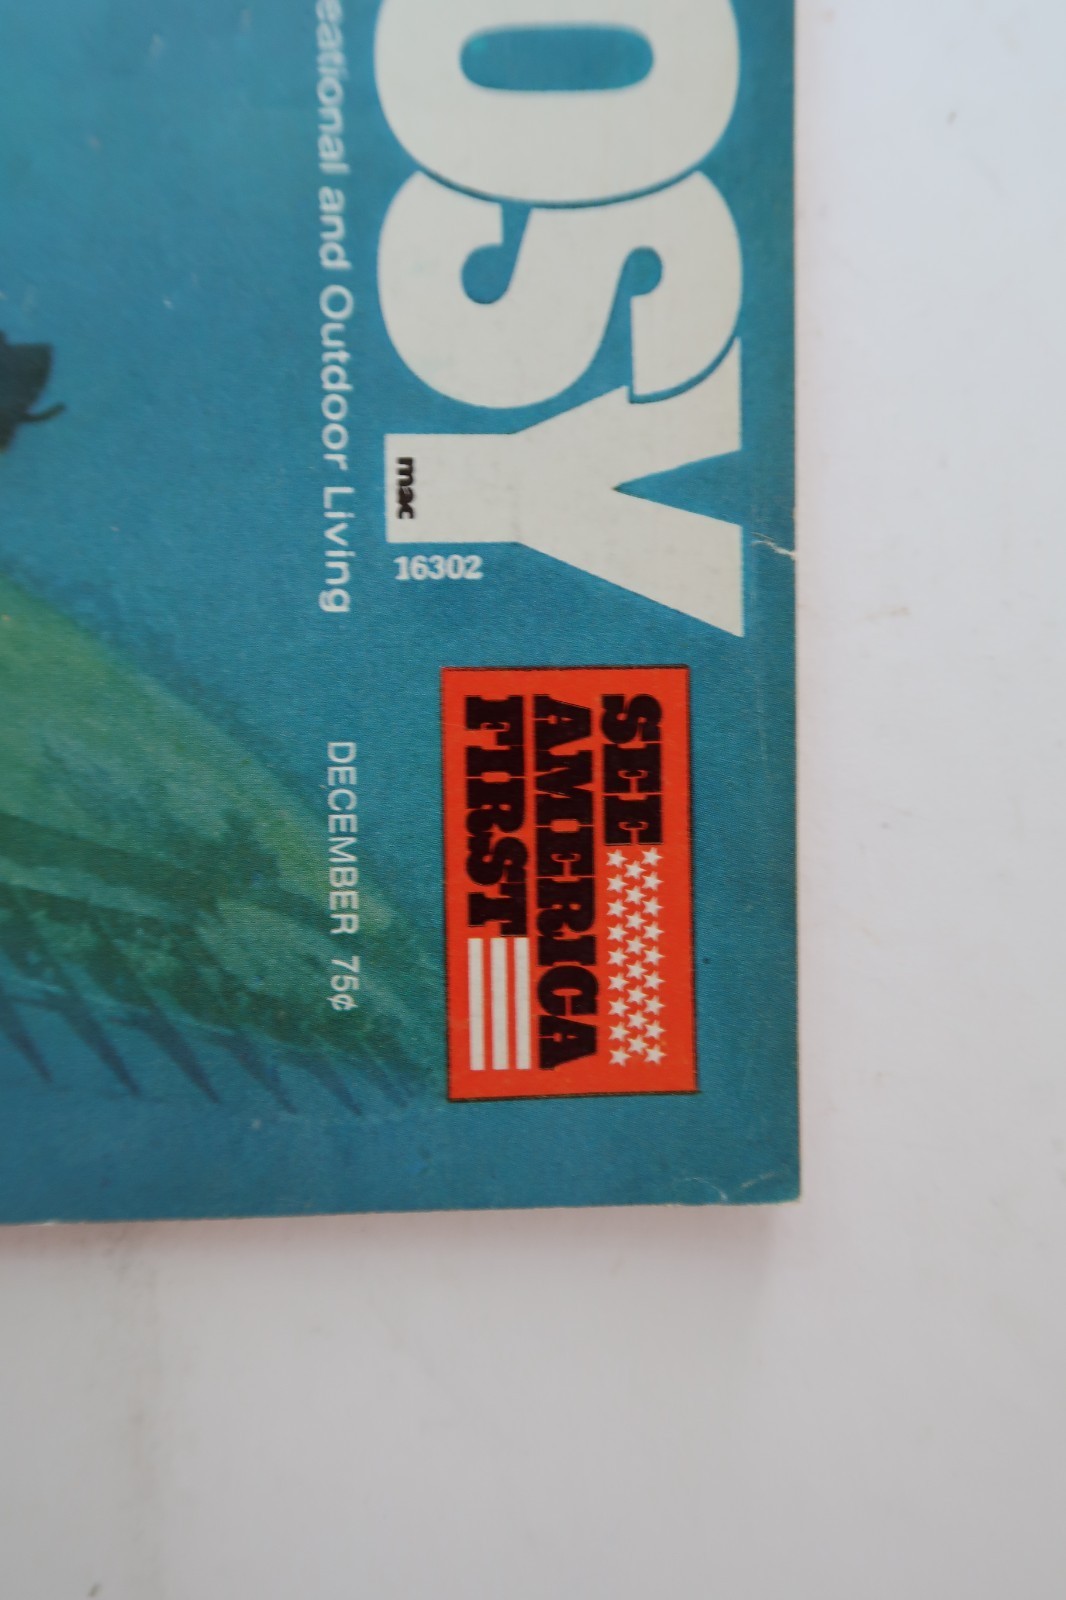 OSY
mac
16302
eational and Outdoor Living
DECEMBER 75¢
SEE
AMERICA
FIRST